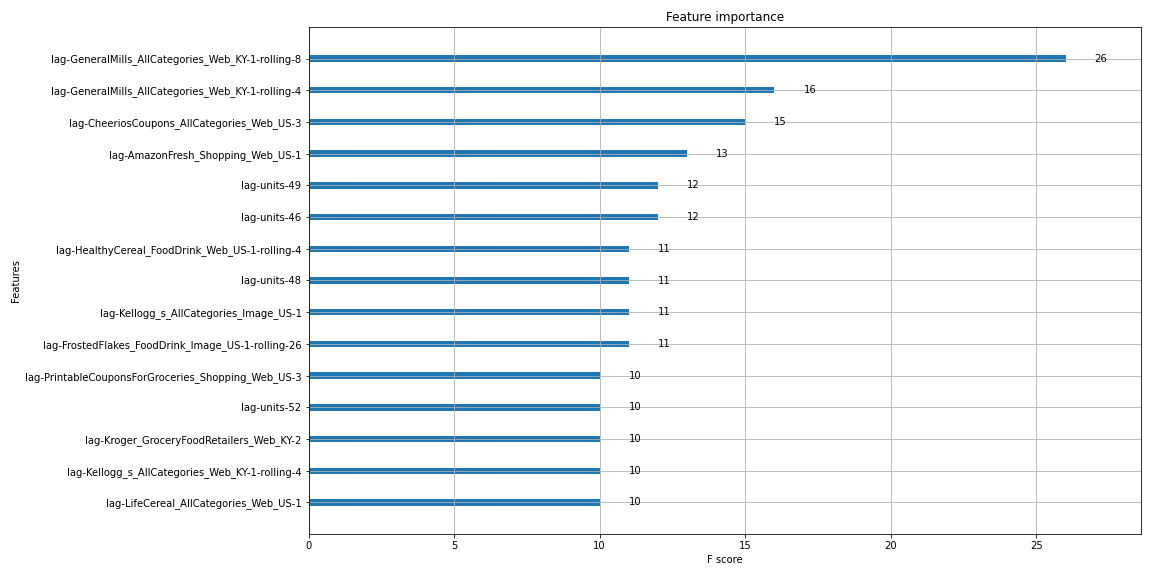 Feature importance
lag-GeneralMills_AllCategories_Web_KY-1-rolling-8 26
lag-GeneralMills_AllCategories_Web_KY-1-rolling-4 16
lag-CheeriosCoupons_AllCategories_Web_US-3 15
lag-AmazonFresh_Shopping_Web_US-1 13
lag-units-49 12
lag-units-46 12
lag-HealthyCereal_FoodDrink_Web_US-1-rolling-4 11
lag-units-48 11
lag-Kellogg_s_AllCategories_Image_US-1 11
lag-FrostedFlakes_FoodDrink_Image_US-1-rolling-26 11
lag-PrintableCouponsForGroceries_Shopping_Web_US-3 10
lag-units-52 10
lag-Kroger_GroceryFoodRetailers_Web_KY-2 10
lag-Kellogg_s_AllCategories_Web_KY-1-rolling-4 10
lag-LifeCereal_AllCategories_Web_US-1 10
Features
0 5 10 15 20 25
F score